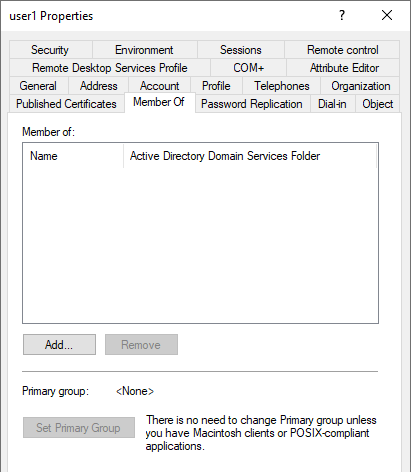 user1 Properties
?
Security Environment Sessions Remote control
Remote Desktop Services Profile COM+ Attribute Editor
General Address Account Profile Telephones Organization
Published Certificates Member Of Password Replication Dial-in Object
Member of:
Name Active Directory Domain Services Folder
Add... Remove
Primary group: <None>
Set Primary Group There is no need to change Primary group unless
you have Macintosh clients or POSIX-compliant
applications.